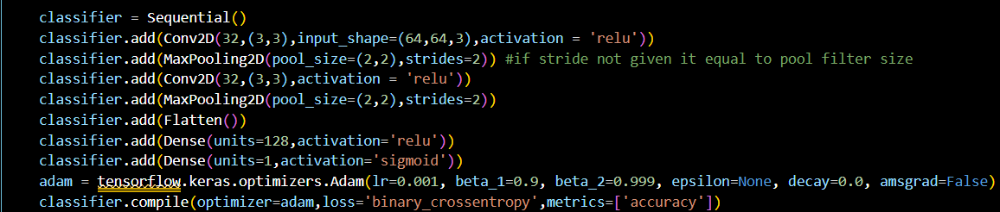 classifier = Sequential()
classifier.add(Conv2D(32,(3,3),input_shape=(64,64,3),activation = 'relu'))
classifier.add(MaxPooling2D(pool_size=(2,2),strides=2)) #if stride not given it equal to pool filter size
classifier.add(Conv2D(32,(3,3),activation = 'relu'))
classifier.add(MaxPooling2D(pool_size=(2,2),strides=2))
classifier.add(Flatten())
classifier.add(Dense(units=128,activation='relu'))
classifier.add(Dense(units=1,activation='sigmoid'))
adam = tensorflow.keras.optimizers.Adam(lr=0.001, beta_1=0.9, beta_2=0.999, epsilon=None, decay=0.0, amsgrad=False)
classifier.compile(optimizer=adam,loss='binary_crossentropy',metrics=['accuracy'])